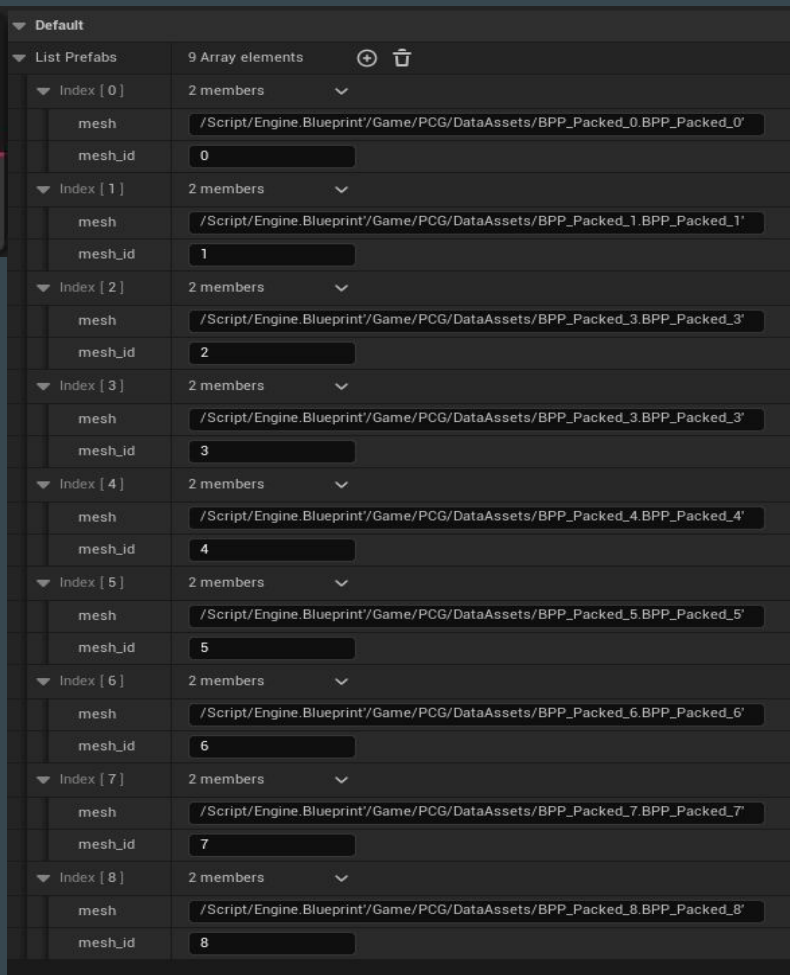 Default
List Prefabs 9 Array elements
Index [ 0 ] 2 members
mesh /Script/Engine.Blueprint'/Game/PCG/DataAssets/BPP_Packed_0.BPP_Packed_0'
mesh_id 0
Index [ 1 ] 2 members
mesh /Script/Engine.Blueprint'/Game/PCG/DataAssets/BPP_Packed_1.BPP_Packed_1'
mesh_id 1
Index [ 2 ] 2 members
mesh /Script/Engine.Blueprint'/Game/PCG/DataAssets/BPP_Packed_3.BPP_Packed_3'
mesh_id 2
Index [ 3 ] 2 members
mesh /Script/Engine.Blueprint'/Game/PCG/DataAssets/BPP_Packed_3.BPP_Packed_3'
mesh_id 3
Index [ 4 ] 2 members
mesh /Script/Engine.Blueprint'/Game/PCG/DataAssets/BPP_Packed_4.BPP_Packed_4'
mesh_id 4
Index [ 5 ] 2 members
mesh /Script/Engine.Blueprint'/Game/PCG/DataAssets/BPP_Packed_5.BPP_Packed_5'
mesh_id 5
Index [ 6 ] 2 members
mesh /Script/Engine.Blueprint'/Game/PCG/DataAssets/BPP_Packed_6.BPP_Packed_6'
mesh_id 6
Index [ 7 ] 2 members
mesh /Script/Engine.Blueprint'/Game/PCG/DataAssets/BPP_Packed_7.BPP_Packed_7'
mesh_id 7
Index [ 8 ] 2 members
mesh /Script/Engine.Blueprint'/Game/PCG/DataAssets/BPP_Packed_8.BPP_Packed_8'
mesh_id 8